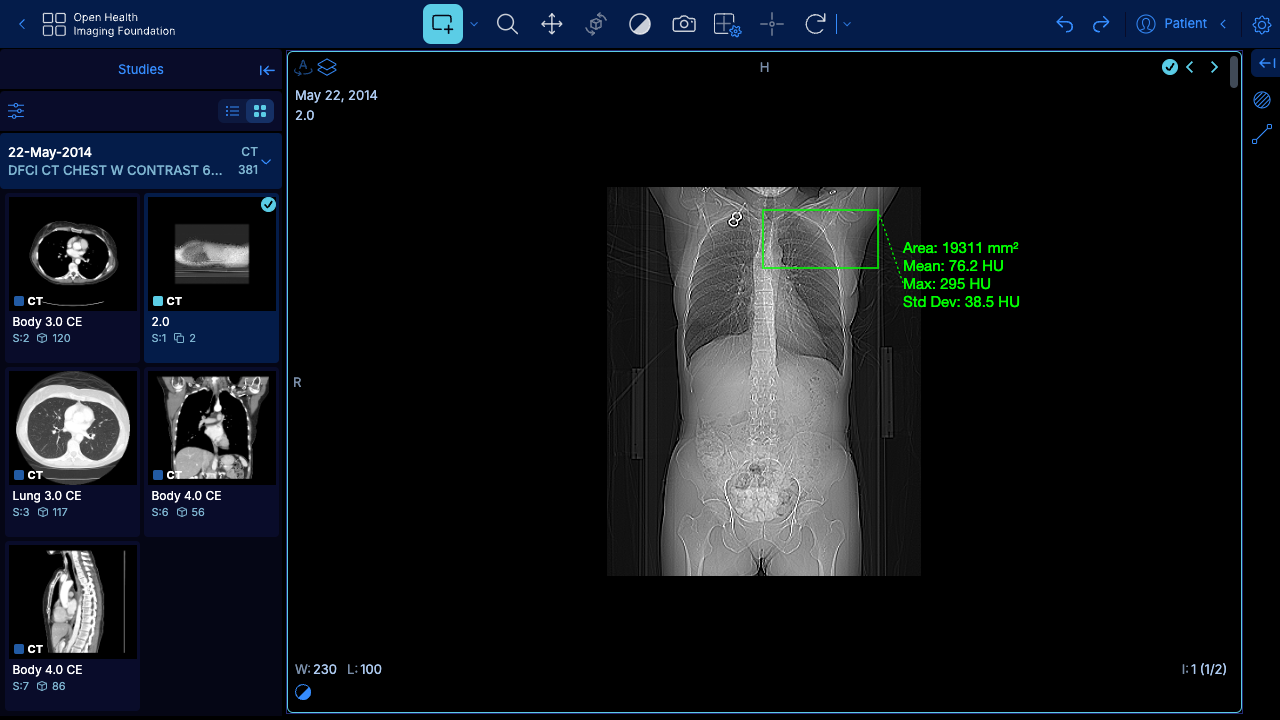 Open Health
Imaging Foundation
Patient
Studies
22-May-2014
CT
DFCI CT CHEST W CONTRAST 6...
381
CT
Body 3.0 CE
S:2 120
CT
2.0
S:1 2
CT
Lung 3.0 CE
S:3 117
CT
Body 4.0 CE
S:6 56
CT
Body 4.0 CE
S:7 86
A
H
May 22, 2014
2.0
R
Area: 19311 mm²
Mean: 76.2 HU
Max: 295 HU
Std Dev: 38.5 HU
W: 230 L: 100
I: 1 (1/2)